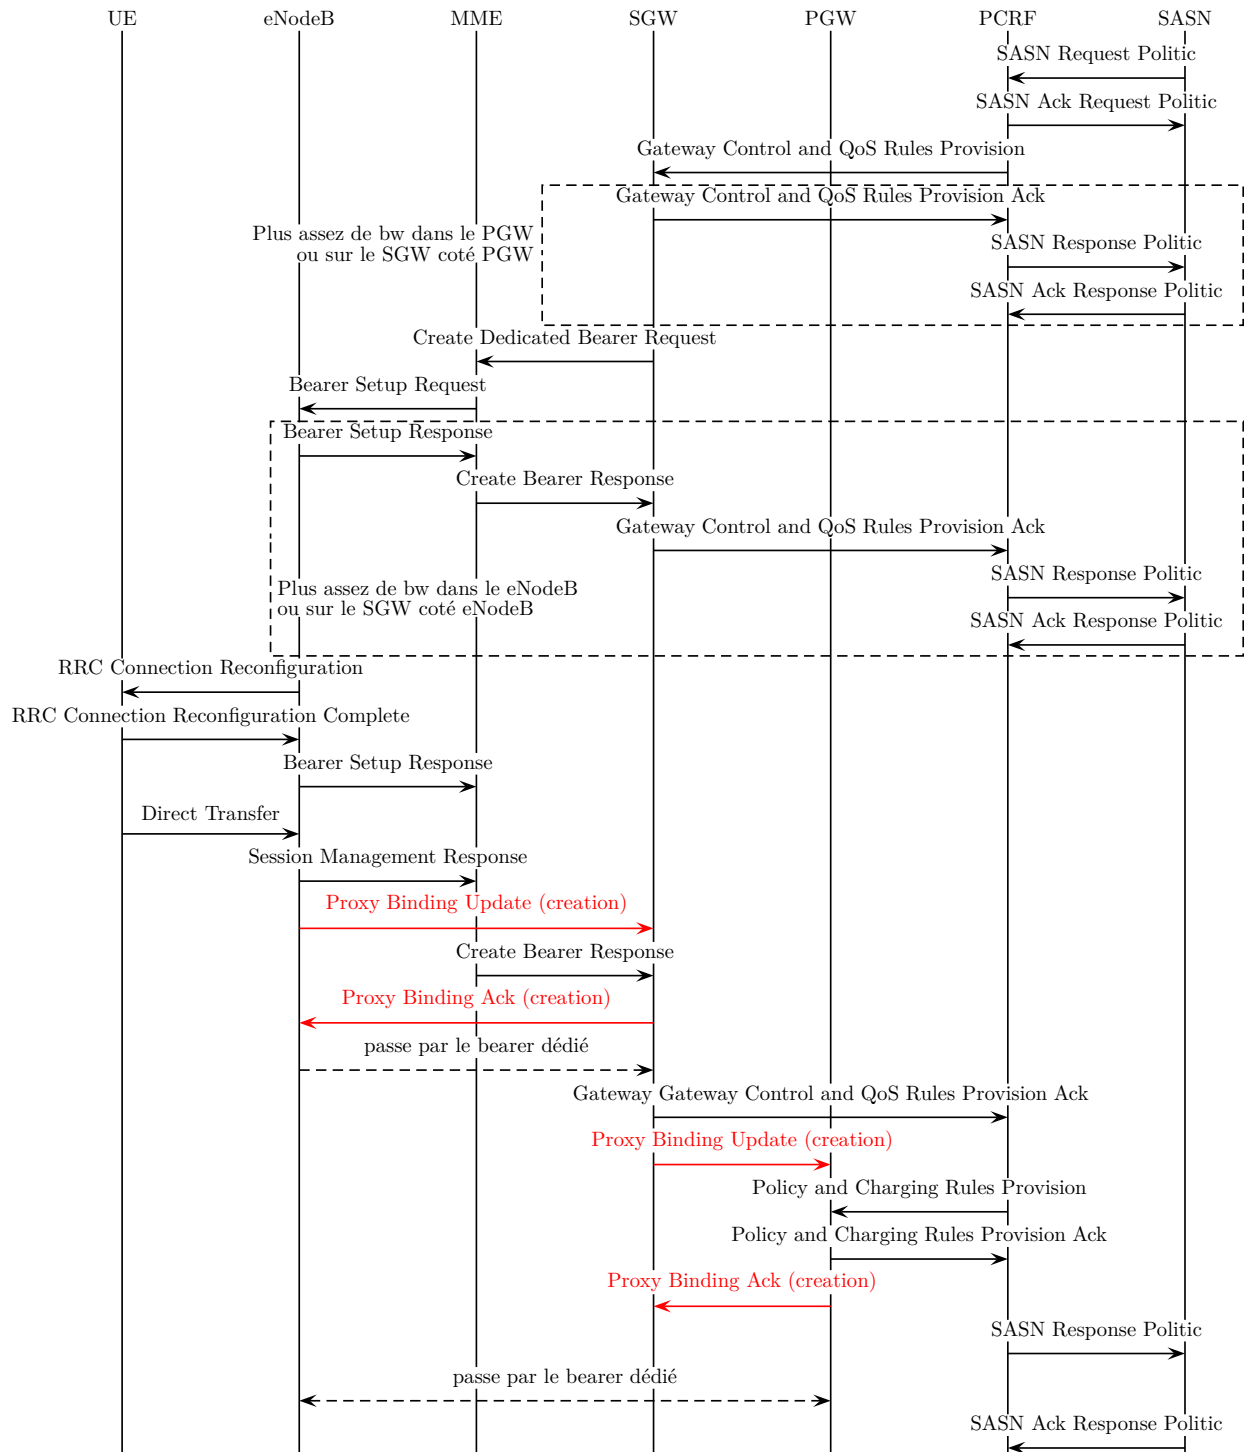 UE eNodeB MME SGW PGW PCRF SASN
SASN Request Politic
SASN Ack Request Politic
Gateway Control and QoS Rules Provision
Gateway Control and QoS Rules Provision Ack
Plus assez de bw dans le PGW
ou sur le SGW coté PGW
SASN Response Politic
SASN Ack Response Politic
Create Dedicated Bearer Request
Bearer Setup Request
Bearer Setup Response
Create Bearer Response
Gateway Control and QoS Rules Provision Ack
SASN Response Politic
Plus assez de bw dans le eNodeB
ou sur le SGW coté eNodeB
SASN Ack Response Politic
RRC Connection Reconfiguration
RRC Connection Reconfiguration Complete
Bearer Setup Response
Direct Transfer
Session Management Response
Proxy Binding Update (creation)
Create Bearer Response
Proxy Binding Ack (creation)
passe par le bearer dédié
Gateway Gateway Control and QoS Rules Provision Ack
Proxy Binding Update (creation)
Policy and Charging Rules Provision
Policy and Charging Rules Provision Ack
Proxy Binding Ack (creation)
SASN Response Politic
passe par le bearer dédié
SASN Ack Response Politic